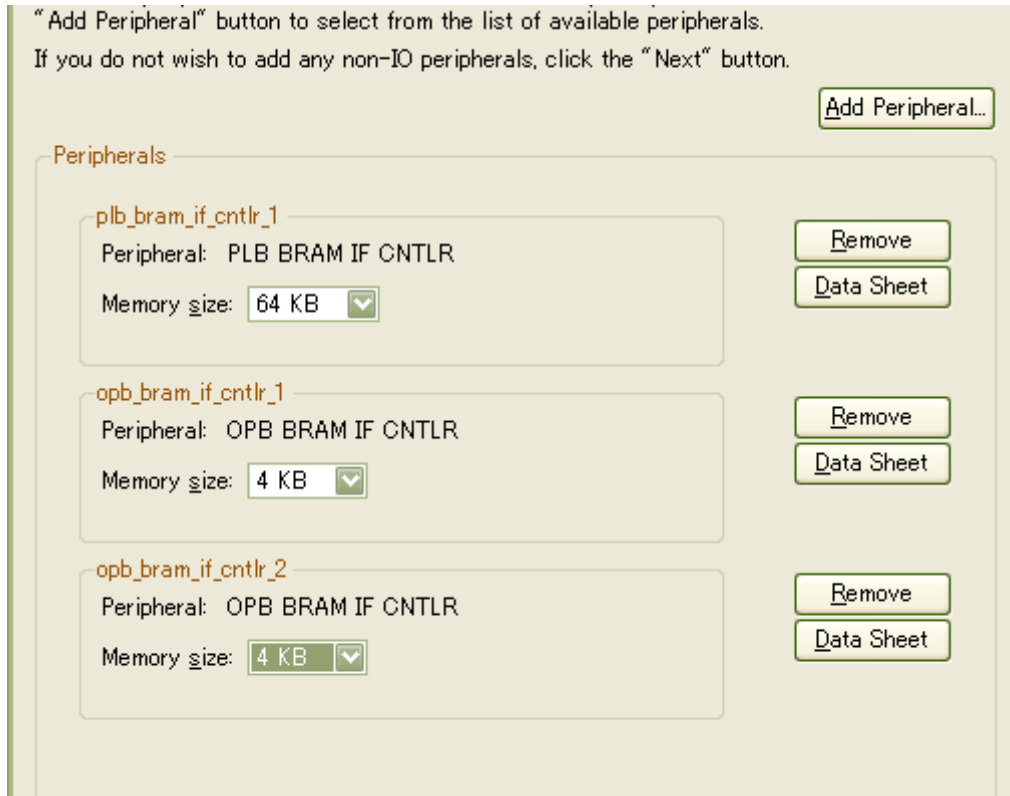 "Add Peripheral" button to select from the list of available peripherals.
If you do not wish to add any non-IO peripherals, click the "Next" button.
Add Peripheral...
Peripherals
plb_bram_if_cntlr_1
Peripheral: PLB BRAM IF CNTLR
Remove
Memory size: 64 KB
Data Sheet
opb_bram_if_cntlr_1
Peripheral: OPB BRAM IF CNTLR
Remove
Memory size: 4 KB
Data Sheet
opb_bram_if_cntlr_2
Peripheral: OPB BRAM IF CNTLR
Remove
Memory size: 4 KB
Data Sheet